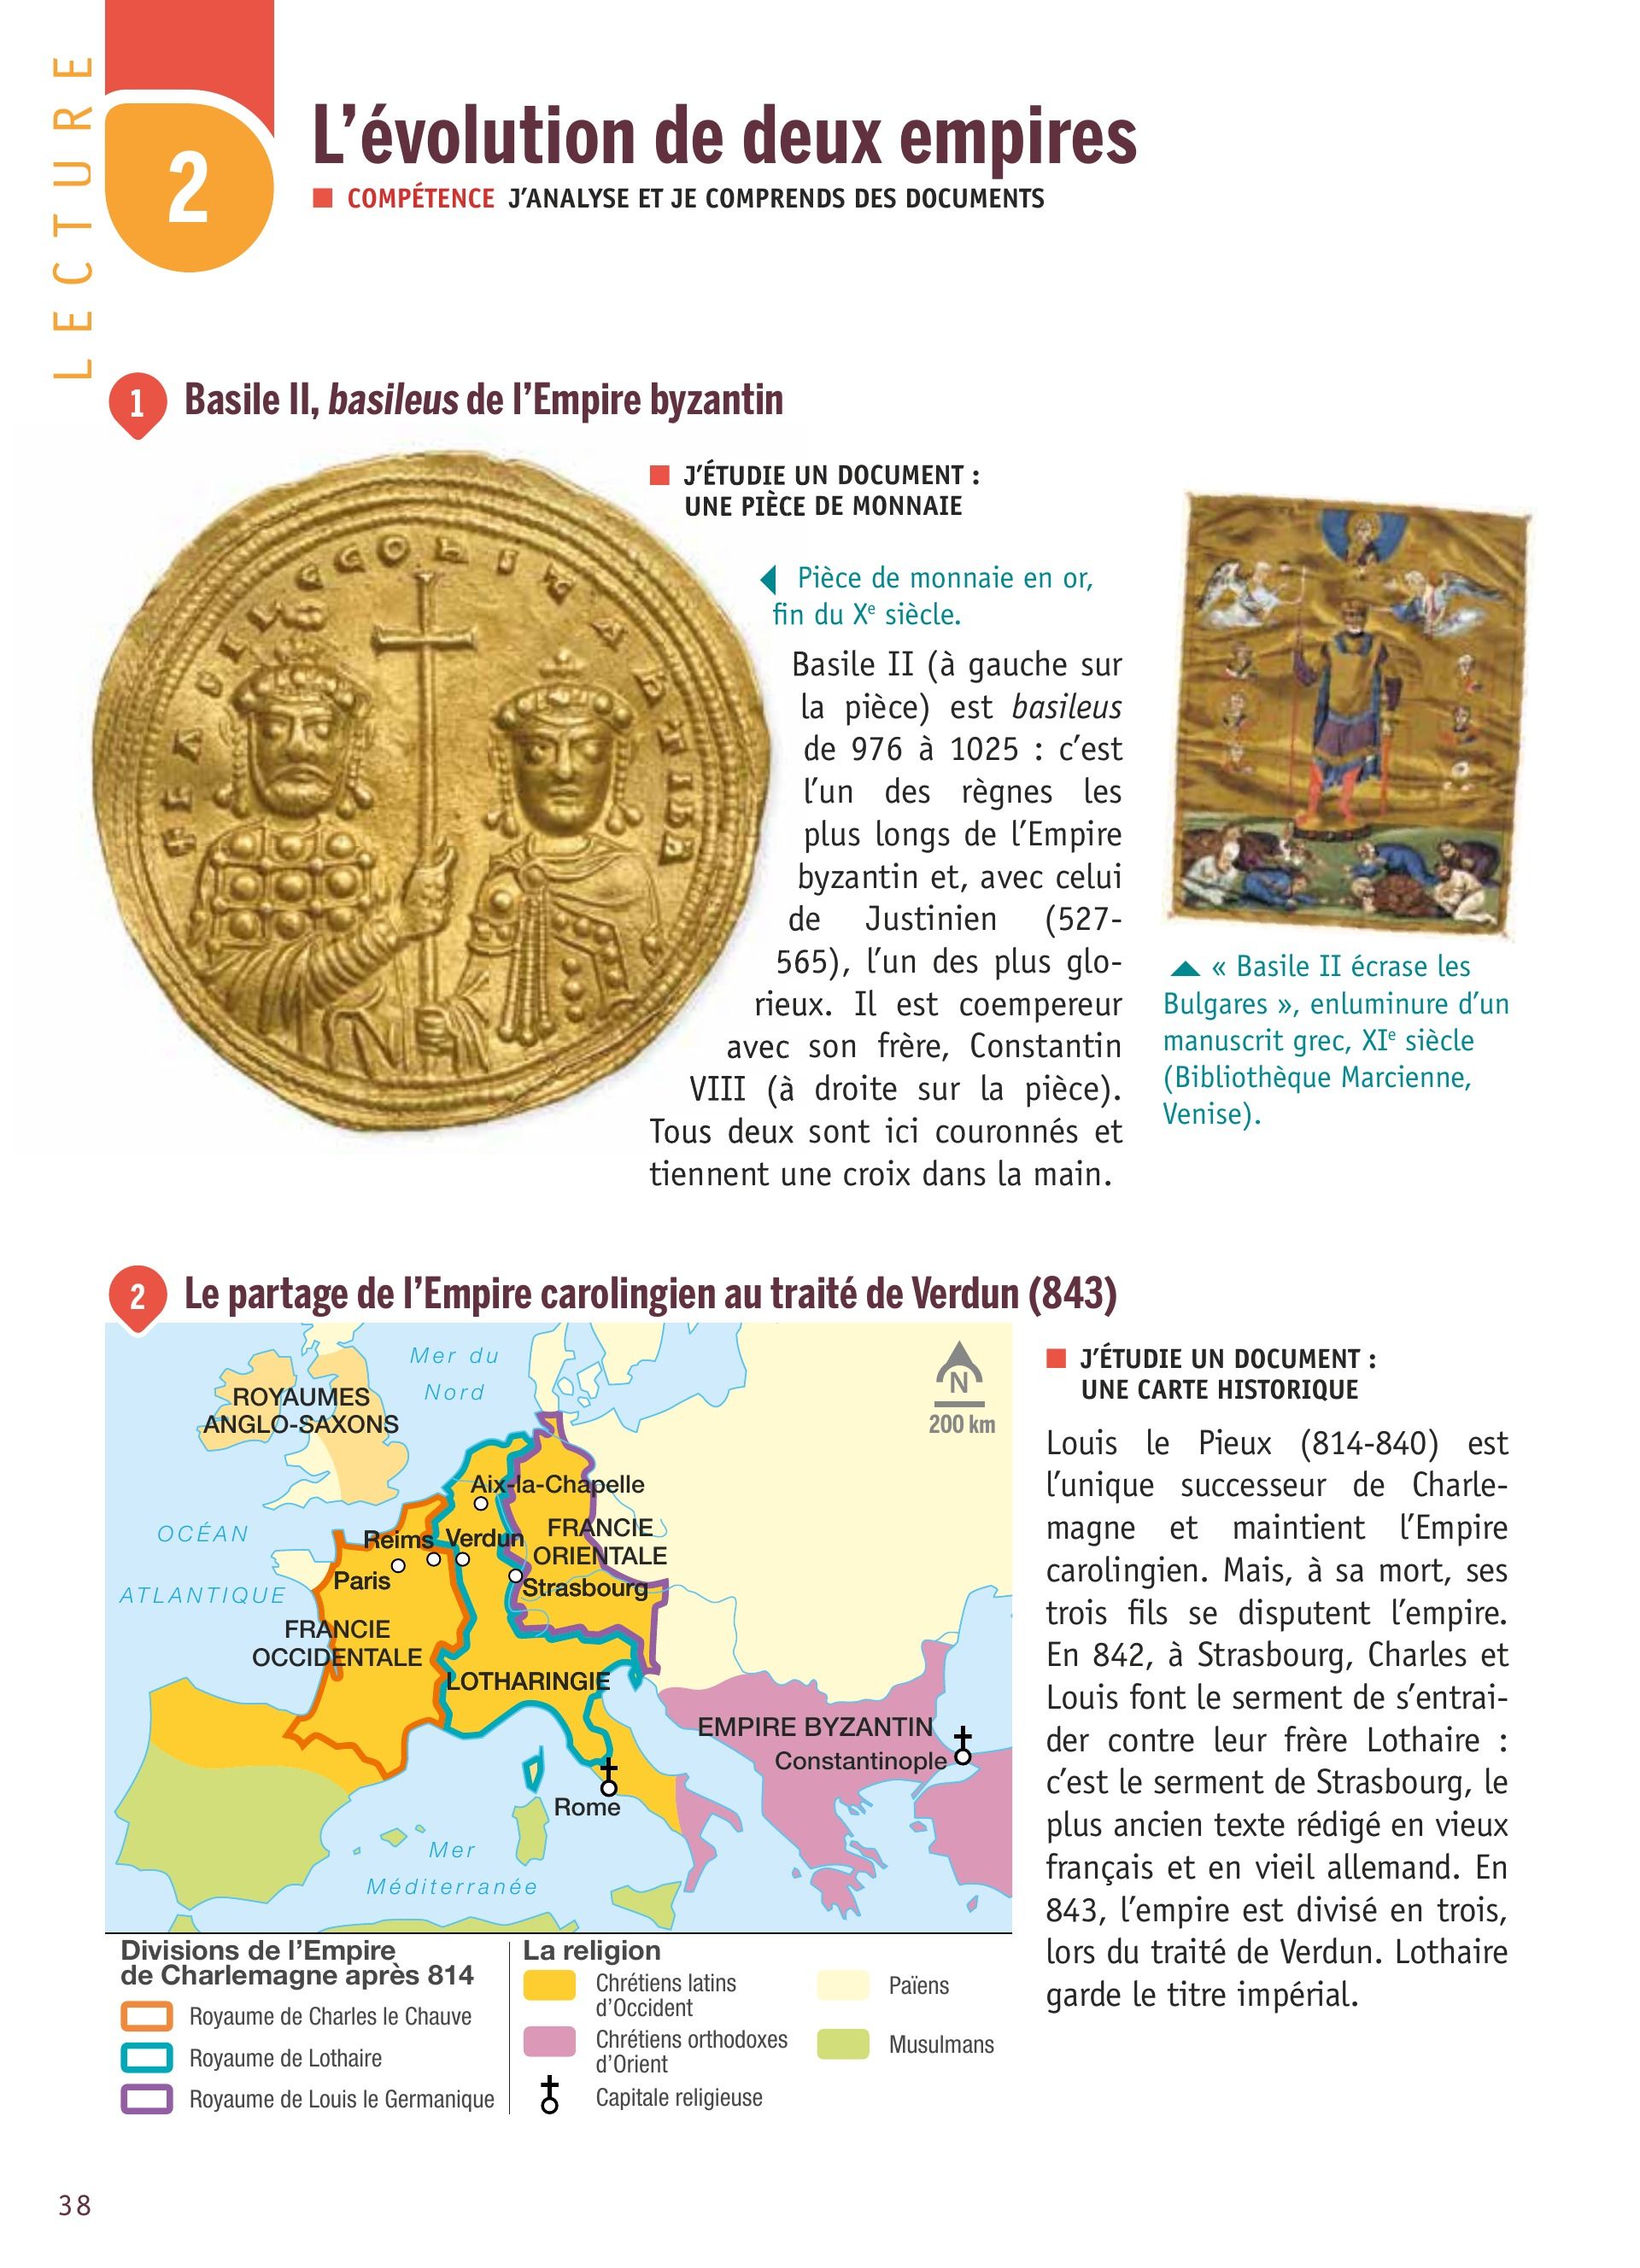 LECTURE
2
L'évolution de deux empires
COMPÉTENCE J'ANALYSE ET JE COMPRENDS DES DOCUMENTS
1
Basile II, basileus de l'Empire byzantin
J'ÉTUDIE UN DOCUMENT :
UNE PIÈCE DE MONNAIE
Pièce de monnaie en or,
fin du Xe siècle.
Basile II (à gauche sur
la pièce) est basileus
de 976 à 1025 : c'est
l'un des règnes les
plus longs de l'Empire
byzantin et, avec celui
de Justinien (527-
565), l'un des plus glo-
rieux. Il est coempereur
avec son frère, Constantin
VIII (à droite sur la pièce).
Tous deux sont ici couronnés et
tiennent une croix dans la main.
« Basile II écrase les
Bulgares », enluminure d'un
manuscrit grec, XIe siècle
(Bibliothèque Marcienne,
Venise).
2
Le partage de l'Empire carolingien au traité de Verdun (843)
Mer du
Nord
N
200 km
ROYAUMES
ANGLO-SAXONS
Aix-la-Chapelle
OCÉAN
ATLANTIQUE
Reims
Verdun
FRANCIE
ORIENTALE
Paris
Strasbourg
FRANCIE
OCCIDENTALE
LOTHARINGIE
EMPIRE BYZANTIN
Constantinople
Rome
Mer
Méditerranée
Divisions de l'Empire
de Charlemagne après 814
Royaume de Charles le Chauve
Royaume de Lothaire
Royaume de Louis le Germanique
La religion
Chrétiens latins
d'Occident
Chrétiens orthodoxes
d'Orient
Capitale religieuse
Païens
Musulmans
J'ÉTUDIE UN DOCUMENT :
UNE CARTE HISTORIQUE
Louis le Pieux (814-840) est
l'unique successeur de Charle-
magne et maintient l'Empire
carolingien. Mais, à sa mort, ses
trois fils se disputent l'empire.
En 842, à Strasbourg, Charles et
Louis font le serment de s'entrai-
der contre leur frère Lothaire :
c'est le serment de Strasbourg, le
plus ancien texte rédigé en vieux
français et en vieil allemand. En
843, l'empire est divisé en trois,
lors du traité de Verdun. Lothaire
garde le titre impérial.
38